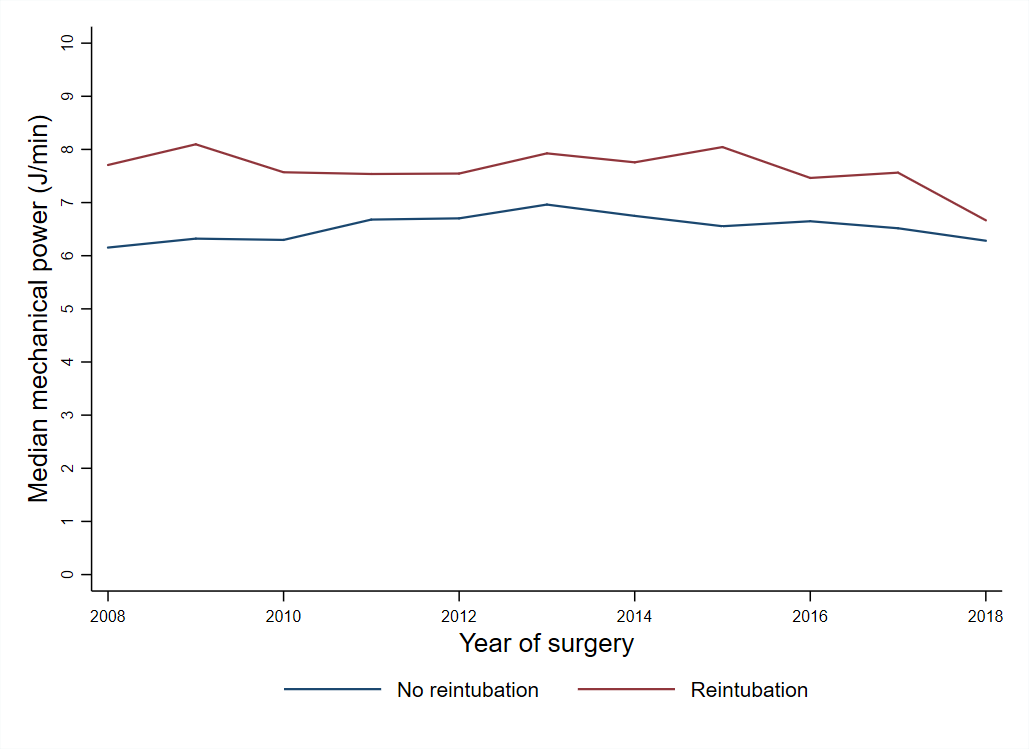 Median mechanical power (J/min)
10
9
8
7
6
5
4
3
2
1
0
2008 2010 2012 2014 2016 2018
Year of surgery
No reintubation Reintubation